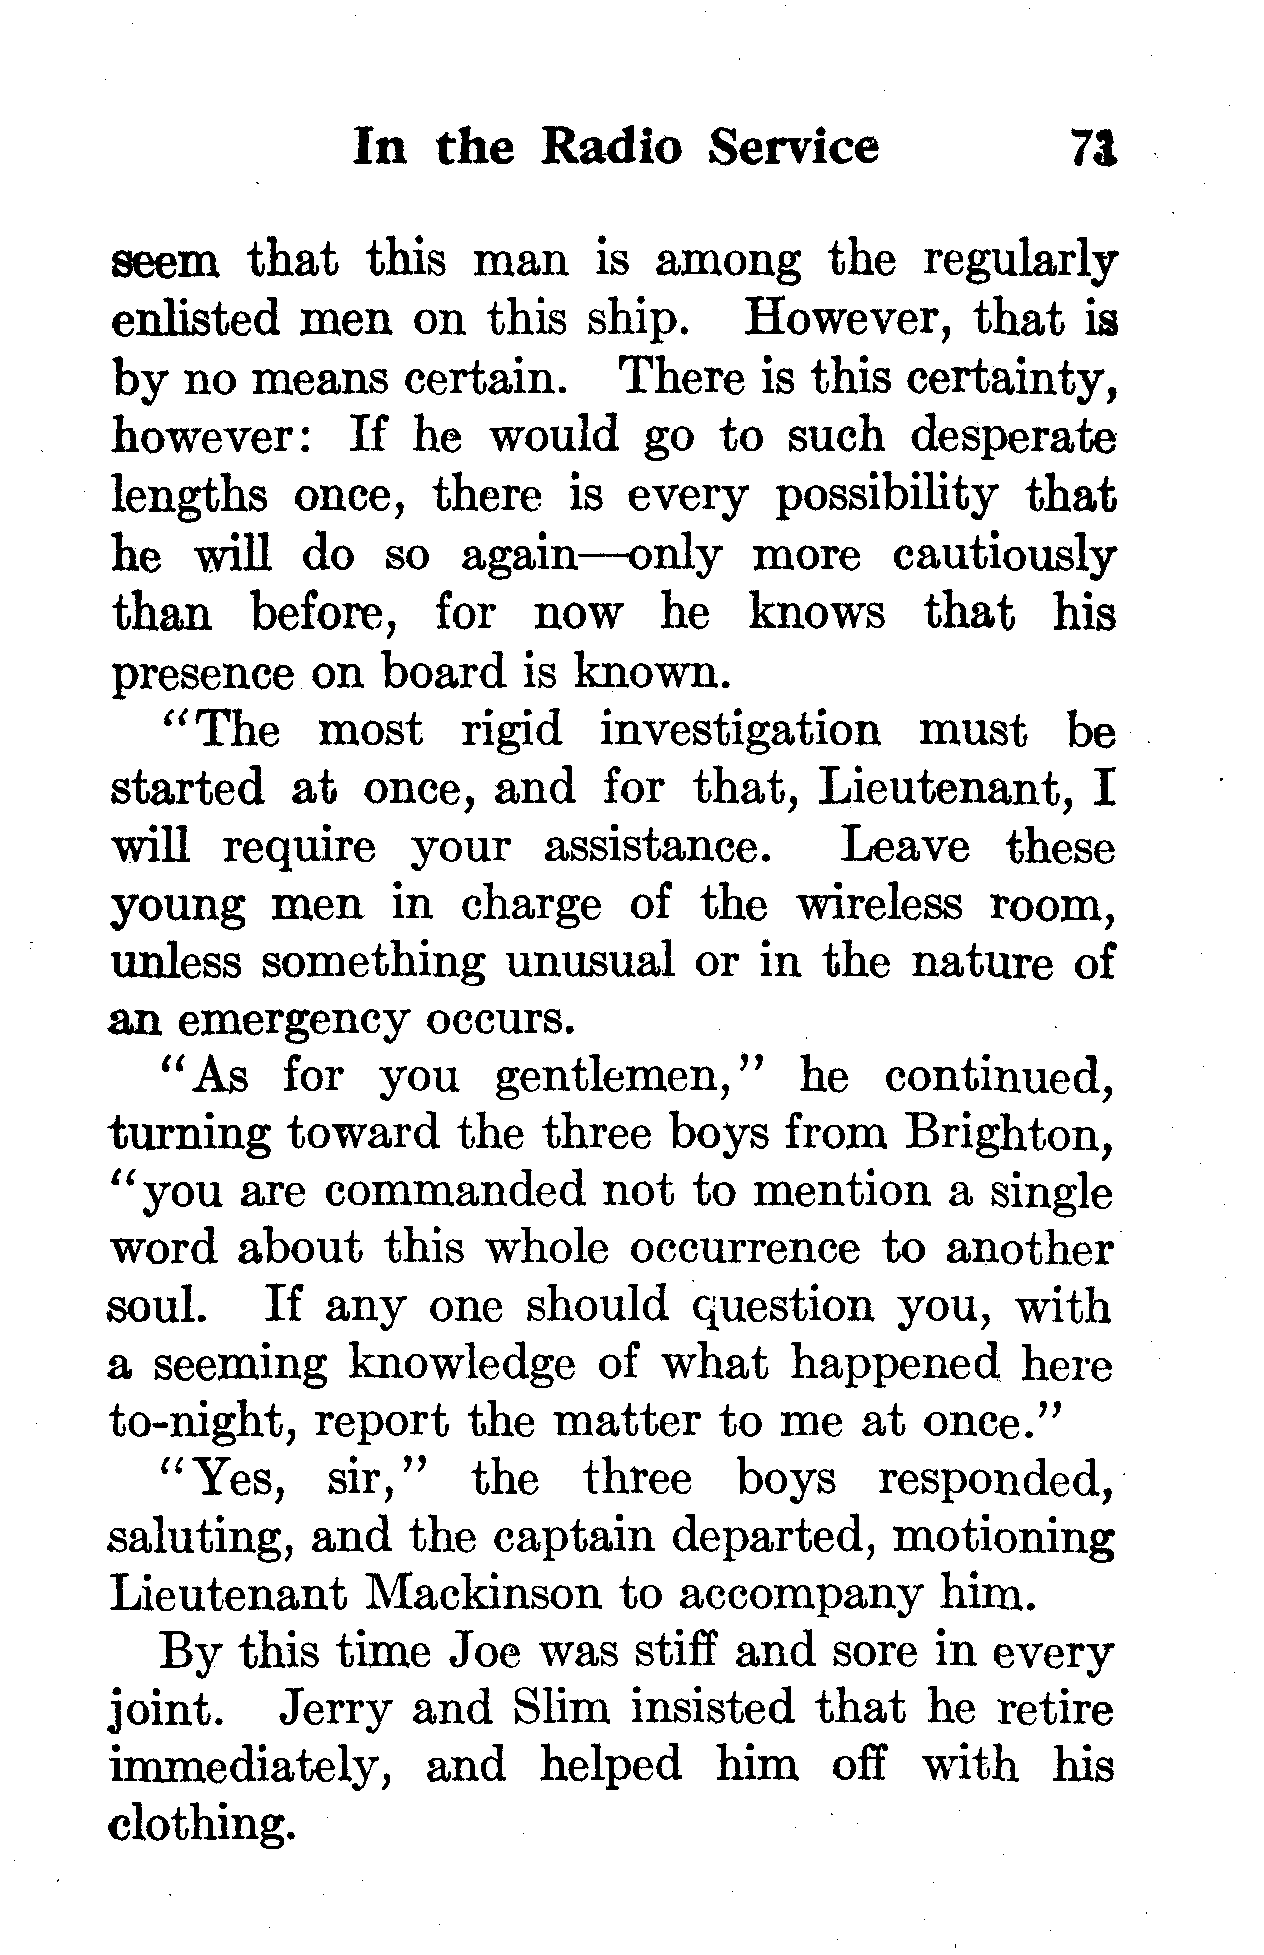 In the Radio Service 73
seem that this man is among the regularly
enlisted men on this ship. However, that is
by no means certain. There is this certainty,
however: If he would go to such desperate
lengths once, there is every possibility that
he will do so again—only more cautiously
than before, for now he knows that his
presence on board is known.
"The most rigid investigation must be
started at once, and for that, Lieutenant, I
will require your assistance. Leave these
young men in charge of the wireless room,
unless something unusual or in the nature of
an emergency occurs.
"As for you gentlemen," he continued,
turning toward the three boys from Brighton,
"you are commanded not to mention a single
word about this whole occurrence to another
soul. If any one should question you, with
a seeming knowledge of what happened here
to-night, report the matter to me at once."
"Yes, sir," the three boys responded,
saluting, and the captain departed, motioning
Lieutenant Mackinson to accompany him.
By this time Joe was stiff and sore in every
joint. Jerry and Slim insisted that he retire
immediately, and helped him off with his
clothing.